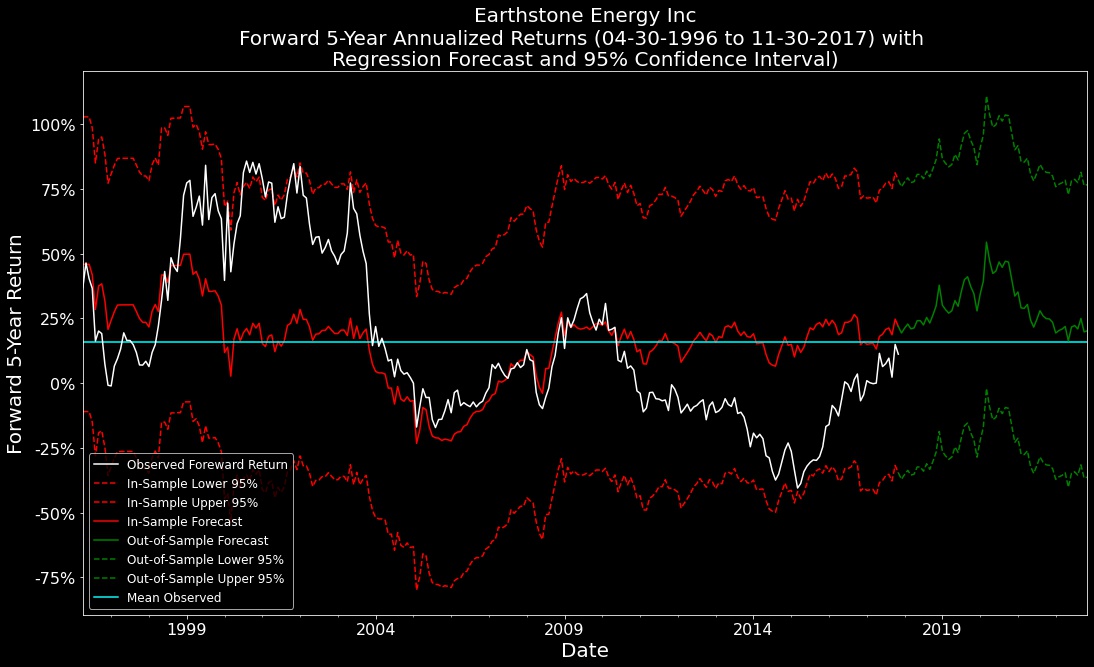 Earthstone Energy Inc
Forward 5-Year Annualized Returns (04-30-1996 to 11-30-2017) with
Regression Forecast and 95% Confidence Interval)
Forward 5-Year Return
100%
75%
50%
25%
0%
-25%
-50%
-75%
Observed Foreward Return
In-Sample Lower 95%
In-Sample Upper 95%
In-Sample Forecast
Out-of-Sample Forecast
Out-of-Sample Lower 95%
Out-of-Sample Upper 95%
Mean Observed
1999
2004
2009
2014
2019
Date